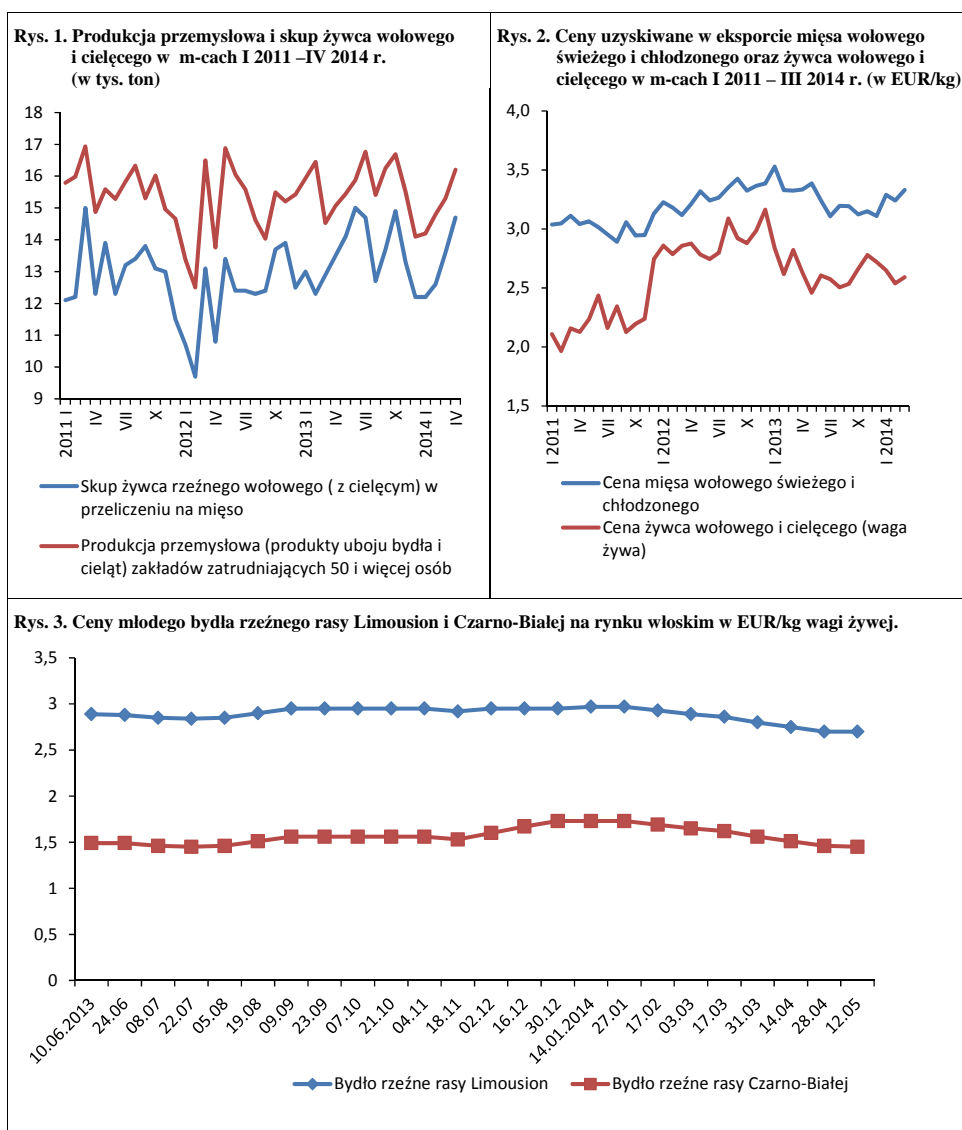 Rys. 1. Produkcja przemysłowa i skup żywca wołowego
i cielęcego w m-cach I 2011 –IV 2014 r.
(w tys. ton)
18
17
16
15
14
13
12
11
10
9
2011 I
IV
VII
X
2012 I
IV
VII
X
2013 I
IV
VII
X
2014 I
IV
Skup żywca rzeźnego wołowego ( z cielęcym) w
przeliczeniu na mięso
Produkcja przemysłowa (produkty uboju bydła i
cieląt) zakładów zatrudniających 50 i więcej osób
Rys. 2. Ceny uzyskiwane w eksporcie mięsa wołowego
świeżego i chłodzonego oraz żywca wołowego i
cielęcego w m-cach I 2011 – III 2014 r. (w EUR/kg)
4,0
3,5
3,0
2,5
2,0
1,5
I 2011
IV
VII
X
I 2012
IV
VII
X
I 2013
IV
VII
X
I 2014
Cena mięsa wołowego świeżego i
chłodzonego
Cena żywca wołowego i cielęcego (waga
żywa)
Rys. 3. Ceny młodego bydła rzeźnego rasy Limousion i Czarno-Białej na rynku włoskim w EUR/kg wagi żywej.
3,5
3
2,5
2
1,5
1
0,5
0
10.06.2013
24.06
08.07
22.07
05.08
19.08
09.09
23.09
07.10
21.10
04.11
18.11
02.12
16.12
30.12
14.01.2014
27.01
17.02
03.03
17.03
31.03
14.04
28.04
12.05
Bydło rzeźne rasy Limousion
Bydło rzeźne rasy Czarno-Białej